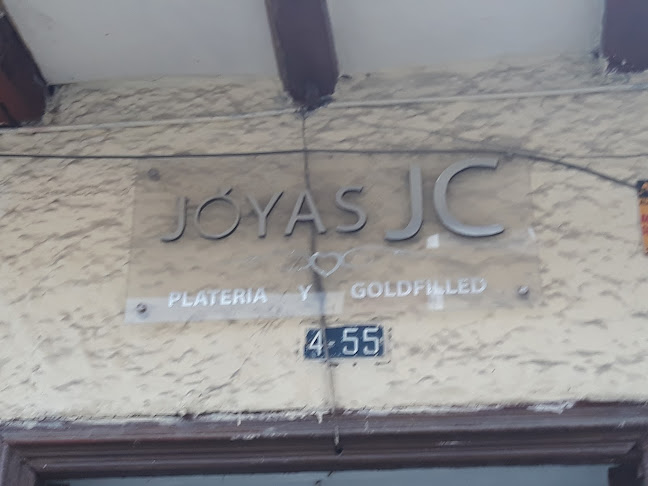 JÓYAS JC
PLATERIA Y GOLDFILLED
4-55